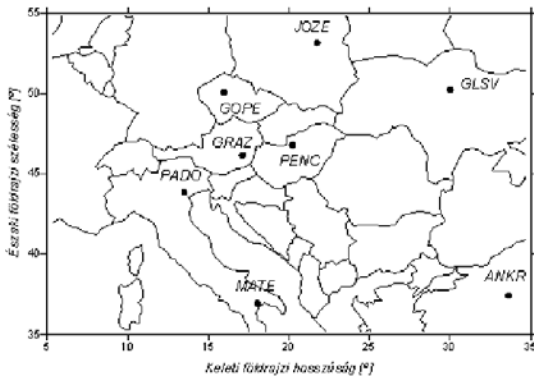 55
50
45
40
35
Északi földrajzi szélesség [°]
JOZE
GLSV
GOPE
GRAZ
PENC
PADO
MATE
ANKR
5 10 15 20 25 30 35
Keleti földrajzi hosszúság [°]